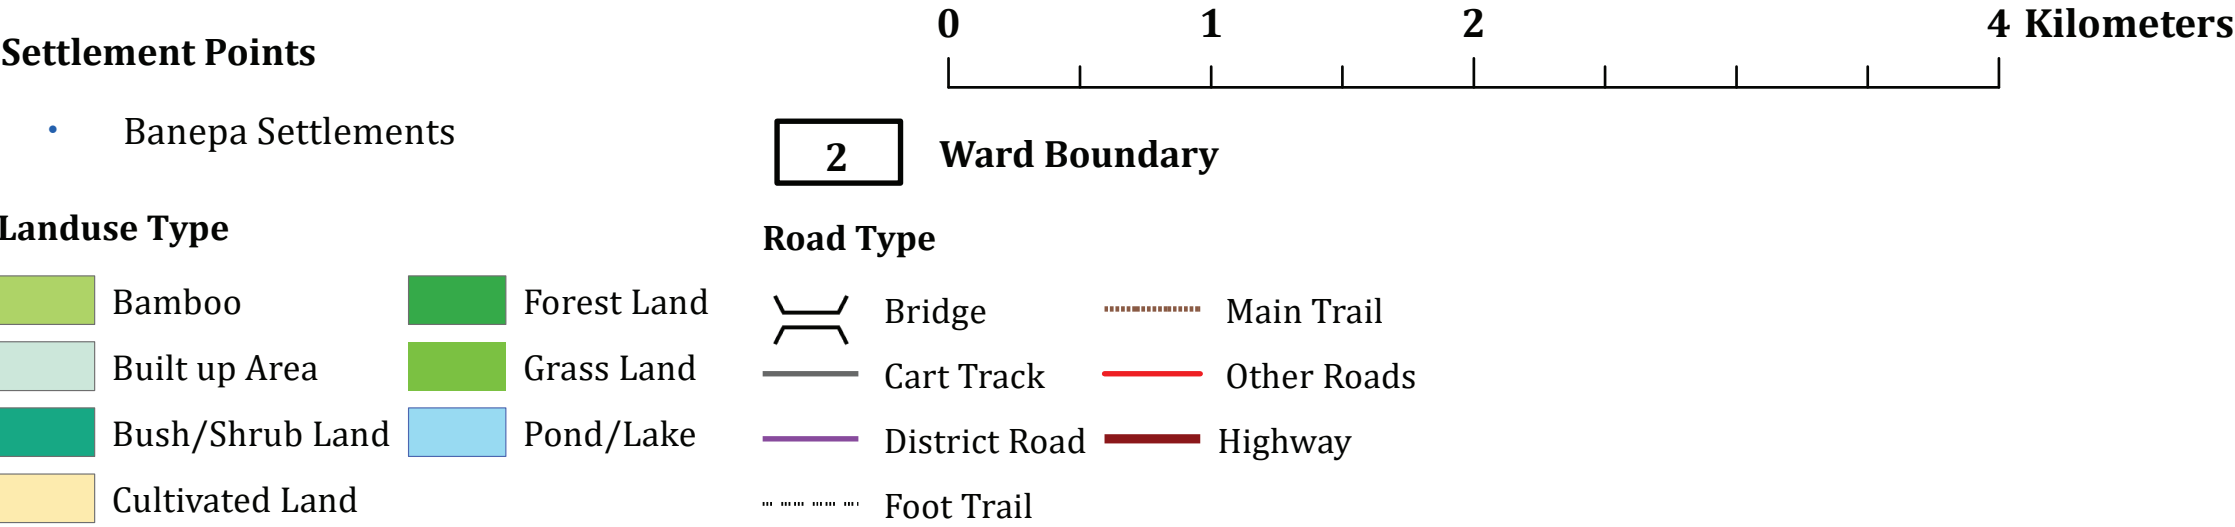 0 1 2 4 Kilometers
Settlement Points
Banepa Settlements
2 Ward Boundary
Landuse Type
Bamboo
Built up Area
Bush/Shrub Land
Cultivated Land
Forest Land
Grass Land
Pond/Lake
Road Type
Bridge
Cart Track
District Road
Foot Trail
Main Trail
Other Roads
Highway